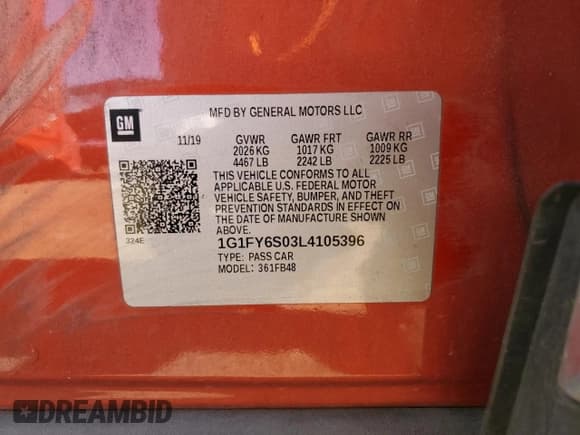 MFD BY GENERAL MOTORS LLC
GM
11/19 GVWR GAWR FRT GAWR RR
2026 KG 1017 KG 1009 KG
4467 LB 2242 LB 2225 LB
THIS VEHICLE CONFORMS TO ALL
APPLICABLE U.S. FEDERAL MOTOR
VEHICLE SAFETY, BUMPER, AND THEFT
PREVENTION STANDARDS IN EFFECT ON
THE DATE OF MANUFACTURE SHOWN
ABOVE.
324E
1G1FY6S03L4105396
TYPE: PASS CAR
MODEL: 361FB48
DREAMBID